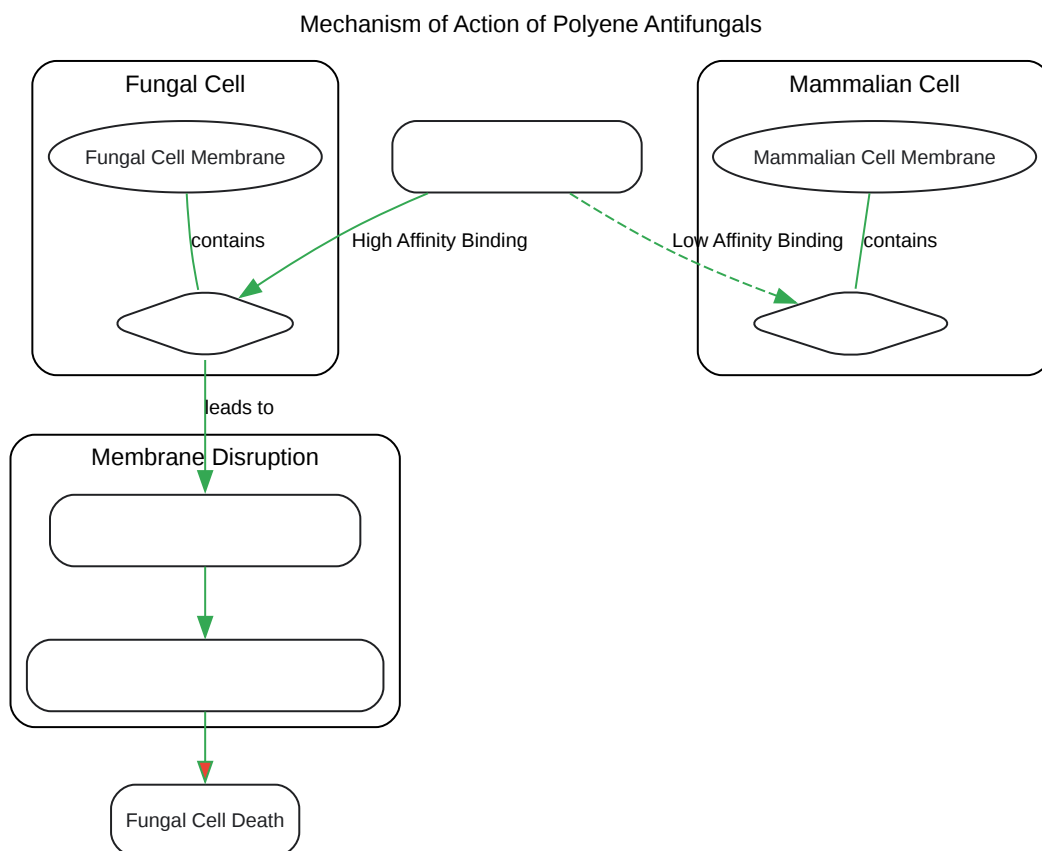 Mechanism of Action of Polyene Antifungals
Fungal Cell
Mammalian Cell
Fungal Cell Membrane
Mammalian Cell Membrane
contains
High Affinity Binding
Low Affinity Binding
contains
leads to
Membrane Disruption
Fungal Cell Death